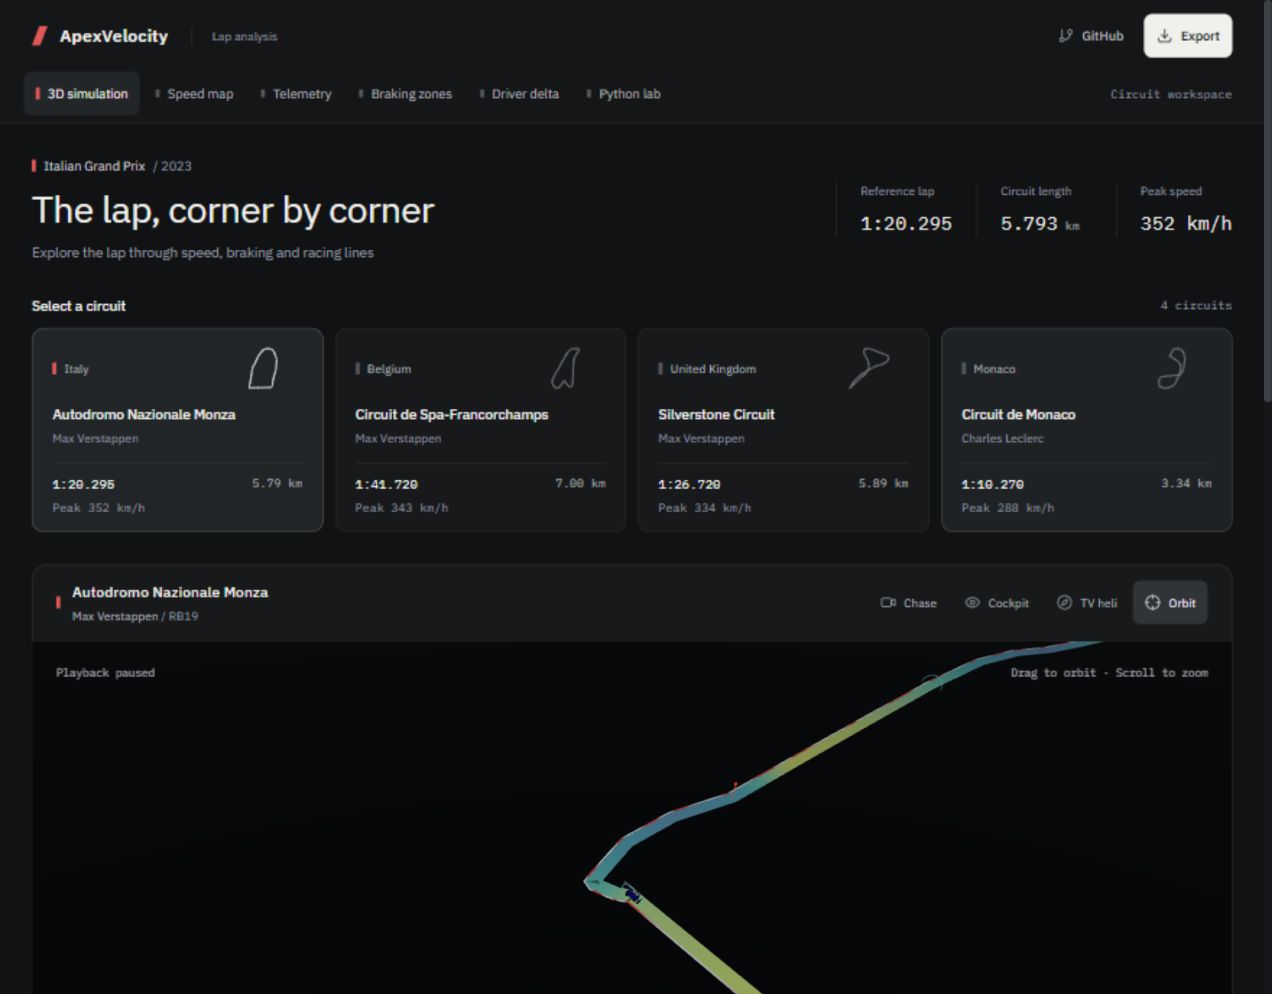 ApexVelocity
Lap analysis
GitHub
Export
3D simulation
Speed map
Telemetry
Braking zones
Driver delta
Python lab
Circuit workspace
Italian Grand Prix / 2023
The lap, corner by corner
Explore the lap through speed, braking and racing lines
Reference lap
1:20.295
Circuit length
5.793 km
Peak speed
352 km/h
Select a circuit
4 circuits
Italy
Autodromo Nazionale Monza
Max Verstappen
1:20.295
5.79 km
Peak 352 km/h
Belgium
Circuit de Spa-Francorchamps
Max Verstappen
1:41.720
7.00 km
Peak 343 km/h
United Kingdom
Silverstone Circuit
Max Verstappen
1:26.720
5.89 km
Peak 334 km/h
Monaco
Circuit de Monaco
Charles Leclerc
1:10.270
3.34 km
Peak 288 km/h
Autodromo Nazionale Monza
Max Verstappen / RB19
Chase
Cockpit
TV heli
Orbit
Playback paused
Drag to orbit · Scroll to zoom